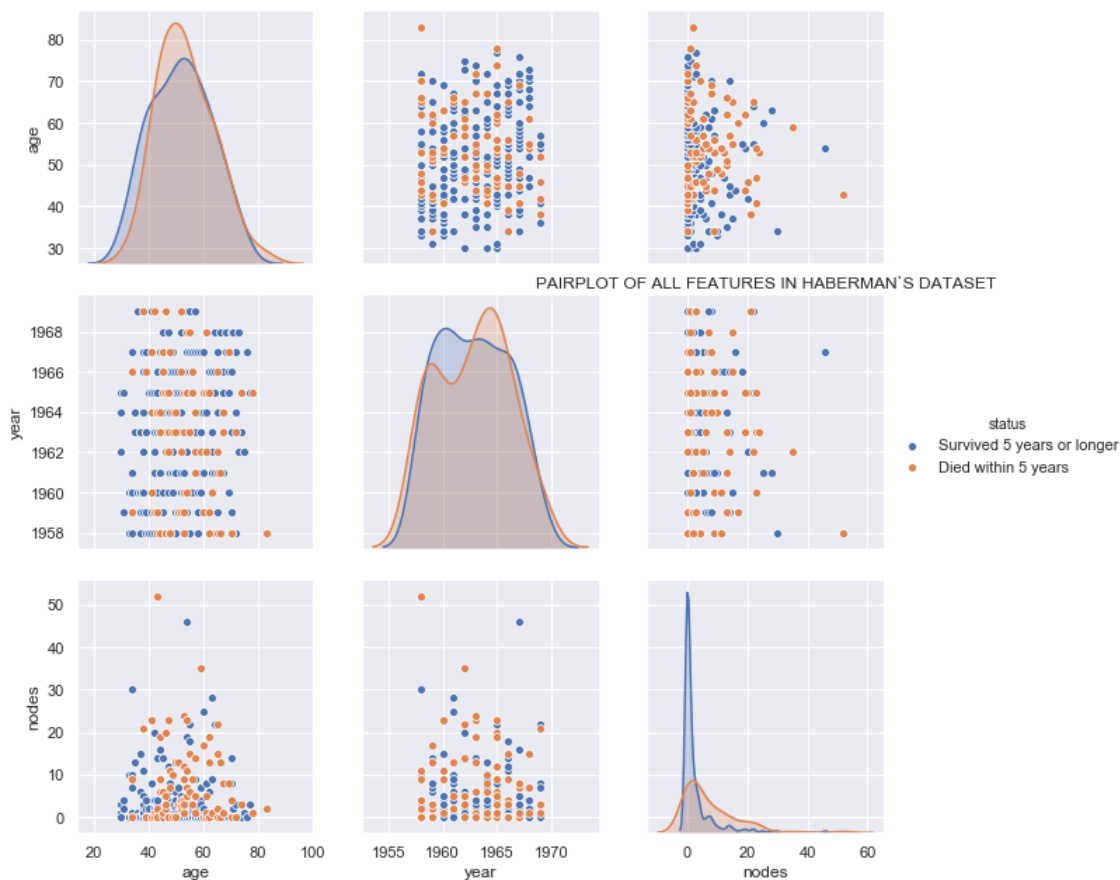 80
70
60
50
40
30
age
PAIRPLOT OF ALL FEATURES IN HABERMAN`S DATASET
1968
1966
1964
1962
1960
1958
year
status
Survived 5 years or longer
Died within 5 years
50
40
30
20
10
0
nodes
20 40 60 80 100
age
1955 1960 1965 1970
year
0 20 40 60
nodes